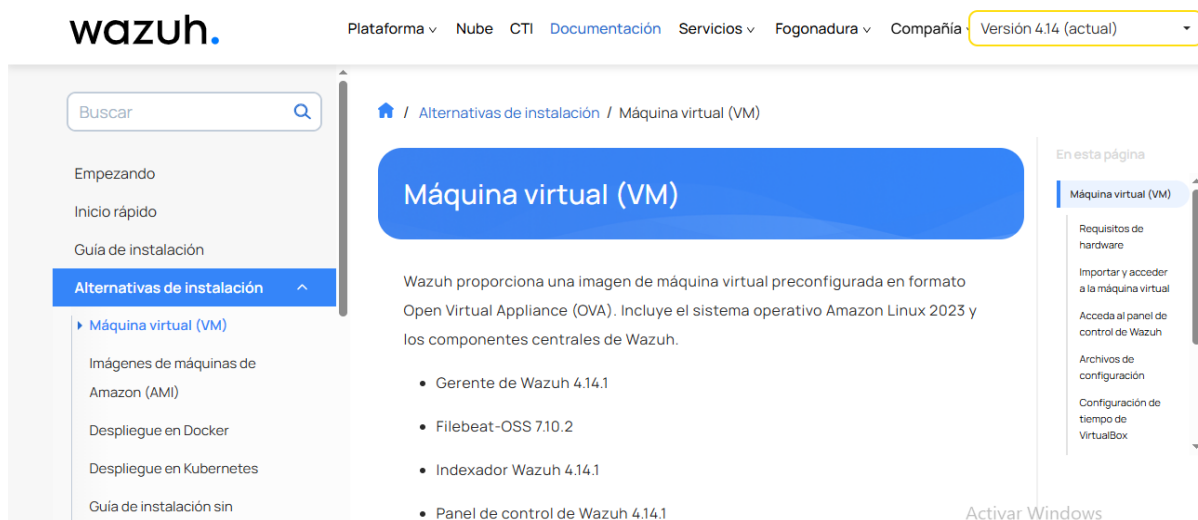 wazuh.
Plataforma Nube CTI Documentación Servicios Fogonadura Compañía Versión 4.14 (actual)
Buscar
Empezando
Inicio rápido
Guía de instalación
Alternativas de instalación
Máquina virtual (VM)
Imágenes de máquinas de
Amazon (AMI)
Despliegue en Docker
Despliegue en Kubernetes
Guía de instalación sin
/ Alternativas de instalación / Máquina virtual (VM)
Máquina virtual (VM)
Wazuh proporciona una imagen de máquina virtual preconfigurada en formato
Open Virtual Appliance (OVA). Incluye el sistema operativo Amazon Linux 2023 y
los componentes centrales de Wazuh.
• Gerente de Wazuh 4.14.1
• Filebeat-OSS 7.10.2
• Indexador Wazuh 4.14.1
• Panel de control de Wazuh 4.14.1
En esta página
Máquina virtual (VM)
Requisitos de
hardware
Importar y acceder
a la máquina virtual
Acceda al panel de
control de Wazuh
Archivos de
configuración
Configuración de
tiempo de
VirtualBox
Activar Windows